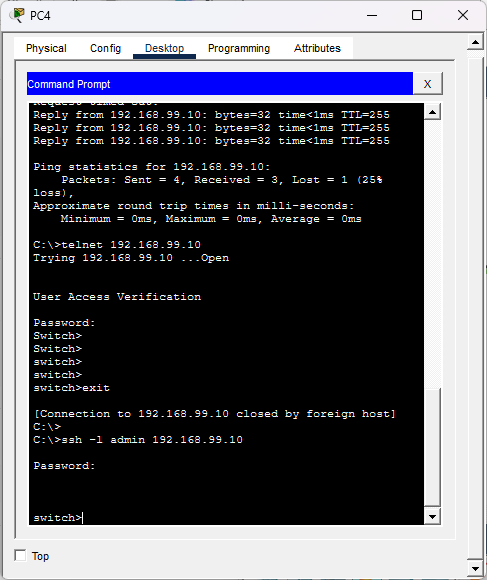 PC4
Physical Config Desktop Programming Attributes
Command Prompt X
Request timed out.
Reply from 192.168.99.10: bytes=32 time<1ms TTL=255
Reply from 192.168.99.10: bytes=32 time<1ms TTL=255
Reply from 192.168.99.10: bytes=32 time<1ms TTL=255
Ping statistics for 192.168.99.10:
Packets: Sent = 4, Received = 3, Lost = 1 (25%
loss),
Approximate round trip times in milli-seconds:
Minimum = 0ms, Maximum = 0ms, Average = 0ms
C:\>telnet 192.168.99.10
Trying 192.168.99.10 ...Open
User Access Verification
Password:
Switch>
Switch>
switch>
switch>
switch>exit
[Connection to 192.168.99.10 closed by foreign host]
C:\>
C:\>ssh -l admin 192.168.99.10
Password:
switch>
Top